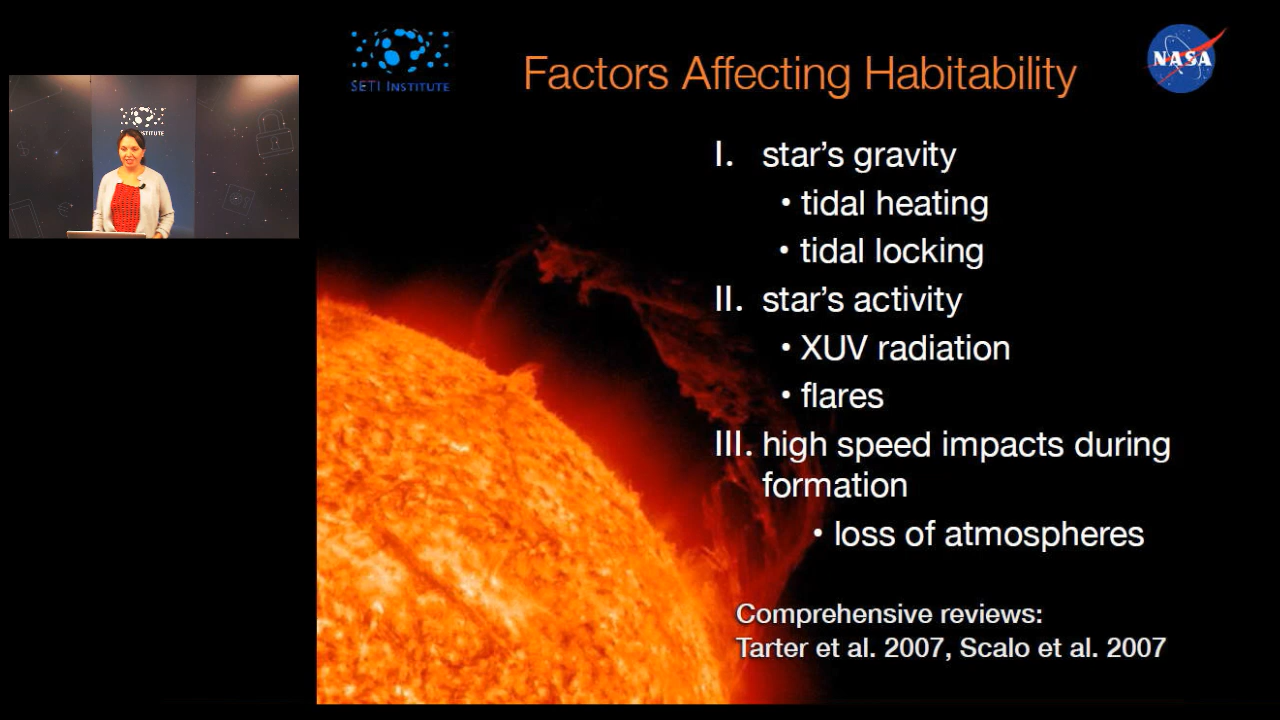 SETI INSTITUTE
Factors Affecting Habitability
NASA
INSTITUTE
I. star's gravity
• tidal heating
• tidal locking
II. star's activity
• XUV radiation
• flares
III. high speed impacts during
formation
• loss of atmospheres
Comprehensive reviews:
Tarter et al. 2007, Scalo et al. 2007